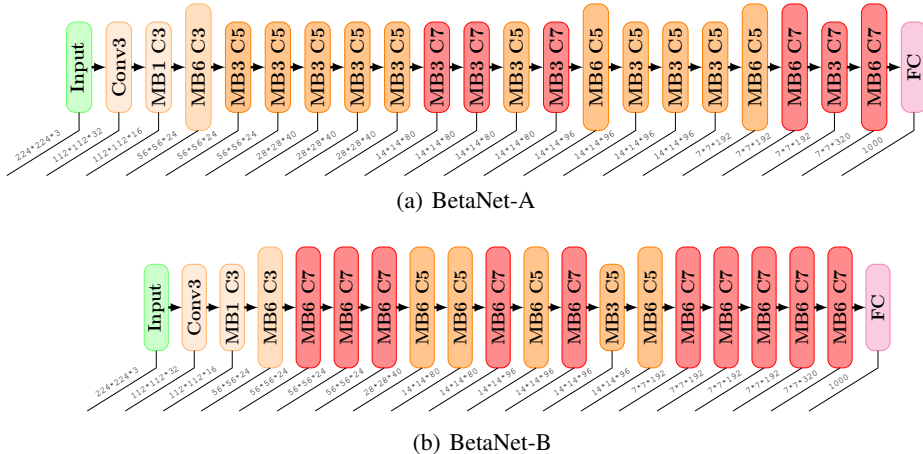 Input
Conv3
MB1 C3
MB6 C3
MB3 C5
MB3 C5
MB3 C5
MB3 C5
MB3 C5
MB3 C7
MB3 C7
MB3 C5
MB3 C7
MB6 C5
MB3 C5
MB3 C5
MB3 C5
MB6 C5
MB6 C7
MB3 C7
MB6 C7
FC
224*224*3
112*112*32
112*112*16
56*56*24
56*56*24
56*56*24
28*28*40
28*28*40
28*28*40
14*14*80
14*14*80
14*14*80
14*14*80
14*14*96
14*14*96
14*14*96
14*14*96
7*7*192
7*7*192
7*7*192
7*7*320
1000
(a) BetaNet-A
Input
Conv3
MB1 C3
MB6 C3
MB6 C7
MB6 C7
MB6 C7
MB6 C5
MB6 C5
MB6 C7
MB6 C5
MB6 C7
MB3 C5
MB6 C5
MB6 C7
MB6 C7
MB6 C7
MB6 C7
MB6 C7
FC
224*224*3
112*112*32
112*112*16
56*56*24
56*56*24
56*56*24
56*56*24
28*28*40
14*14*80
14*14*80
14*14*96
14*14*96
14*14*96
14*14*96
7*7*192
7*7*192
7*7*192
7*7*192
7*7*320
1000
(b) BetaNet-B